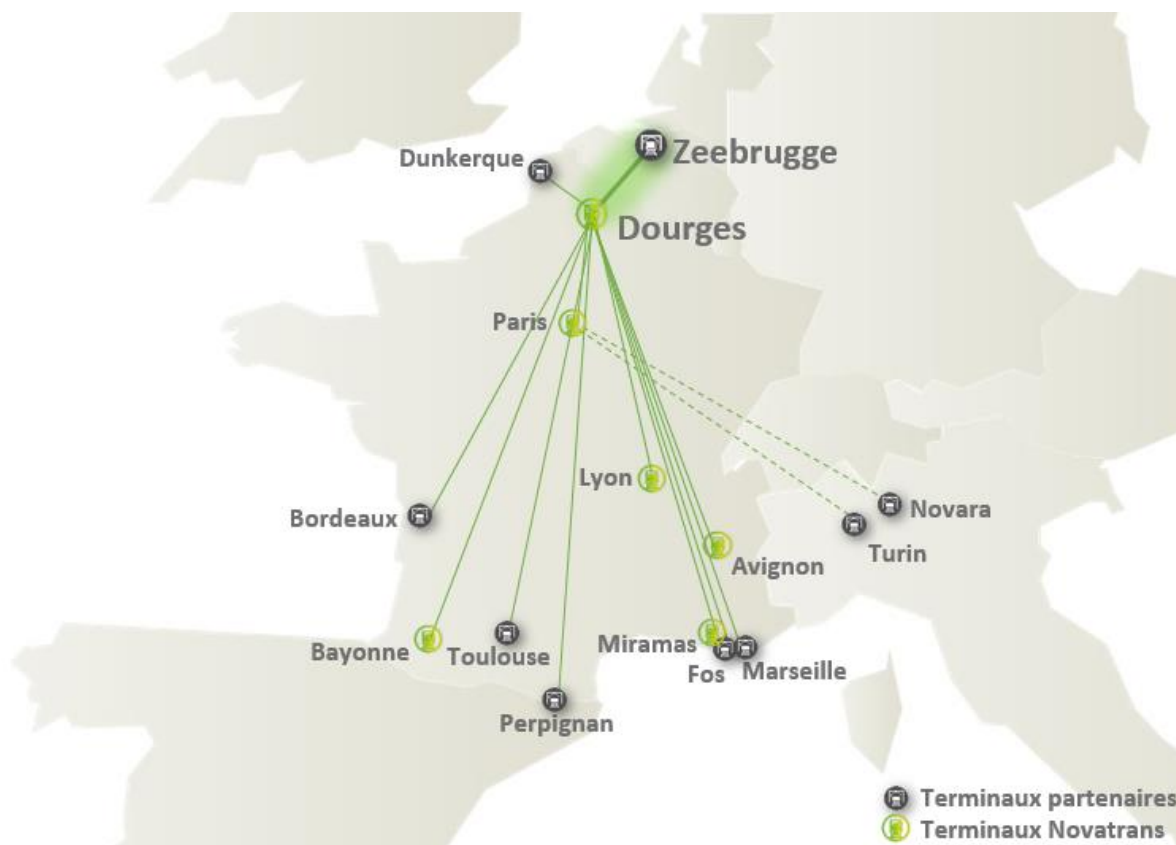 Zeebrugge
Dunkerque
Dourges
Paris
Lyon
Novara
Bordeaux
Turin
Avignon
Miramas
Bayonne
Toulouse
Fos
Marseille
Perpignan
Terminaux partenaires
Terminaux Novatrans